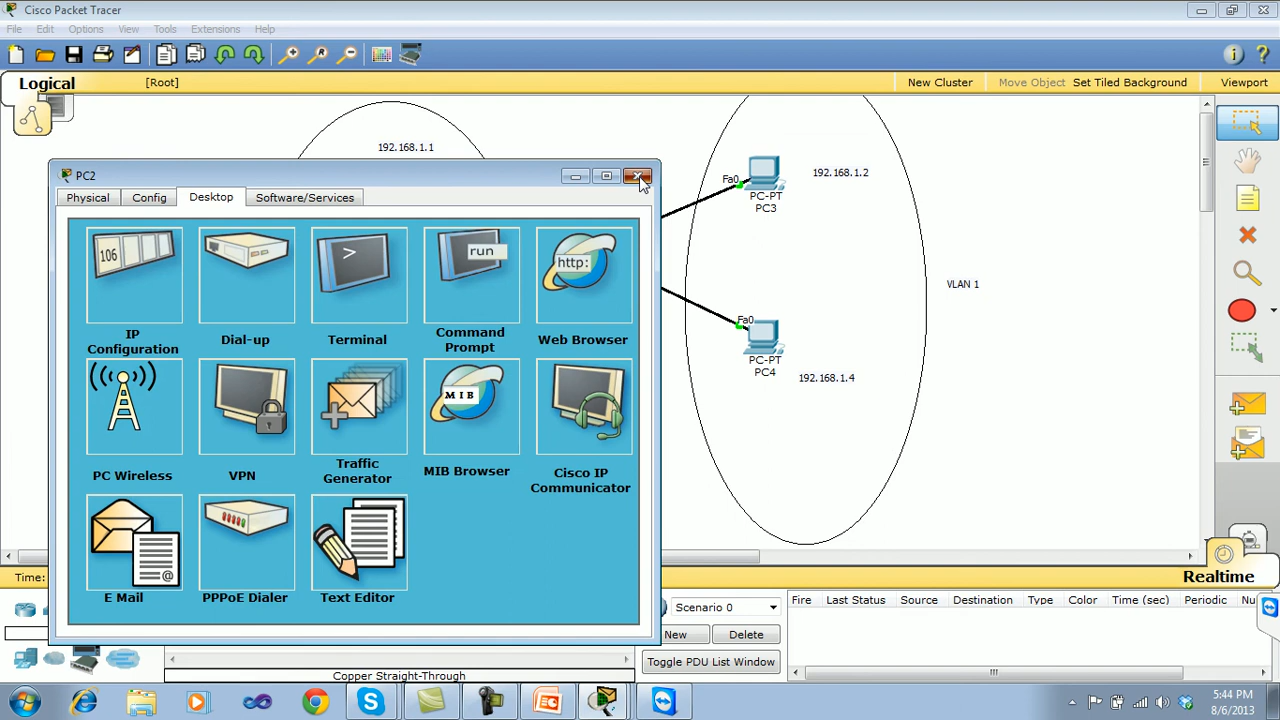 Cisco Packet Tracer
File Edit Options View Tools Extensions Help
Logical
[Root]
New Cluster
Move Object
Set Tiled Background
Viewport
192.168.1.1
Fa0
192.168.1.2
PC-PT
PC3
VLAN 1
Fa0
PC-PT
PC4
192.168.1.4
PC2
Physical Config Desktop Software/Services
106
>
run
http:
IP
Configuration
Dial-up
Terminal
Command
Prompt
Web Browser
MIB
PC Wireless
VPN
Traffic
Generator
MIB Browser
Cisco IP
Communicator
@
E Mail
PPPoE Dialer
Text Editor
Time:
Realtime
Scenario 0
New
Delete
Toggle PDU List Window
Fire Last Status Source Destination Type Color Time (sec) Periodic
Copper Straight-Through
5:44 PM
8/6/2013